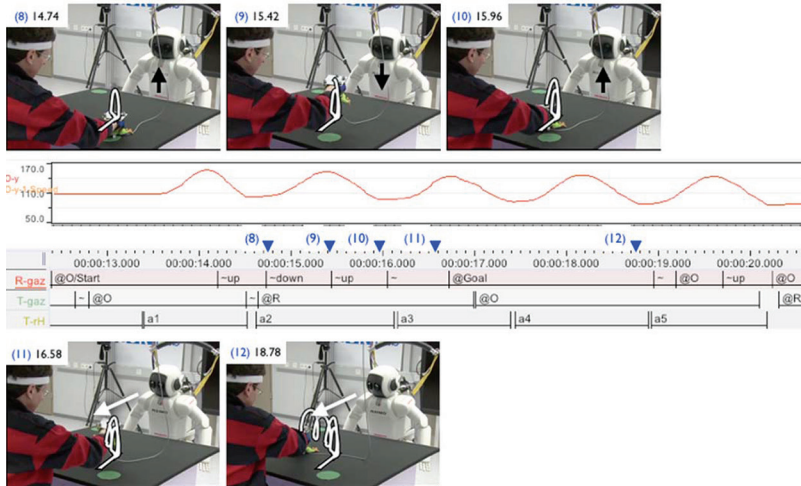 (8) 14.74
(9) 15.42
(10) 15.96
170.0
O-y
110.0
50.0
(8) (9) (10) (11) (12)
00:00:13.000 00:00:14.000 00:00:15.000 00:00:16.000 00:00:17.000 00:00:18.000 00:00:19.000 00:00:20.000
R-gaz @O/Start ~up ~down ~up ~ @Goal ~ @O ~up @O
T-gaz ~ @O ~ @R @O @R
T-rH a1 a2 a3 a4 a5
(11) 16.58
(12) 18.78